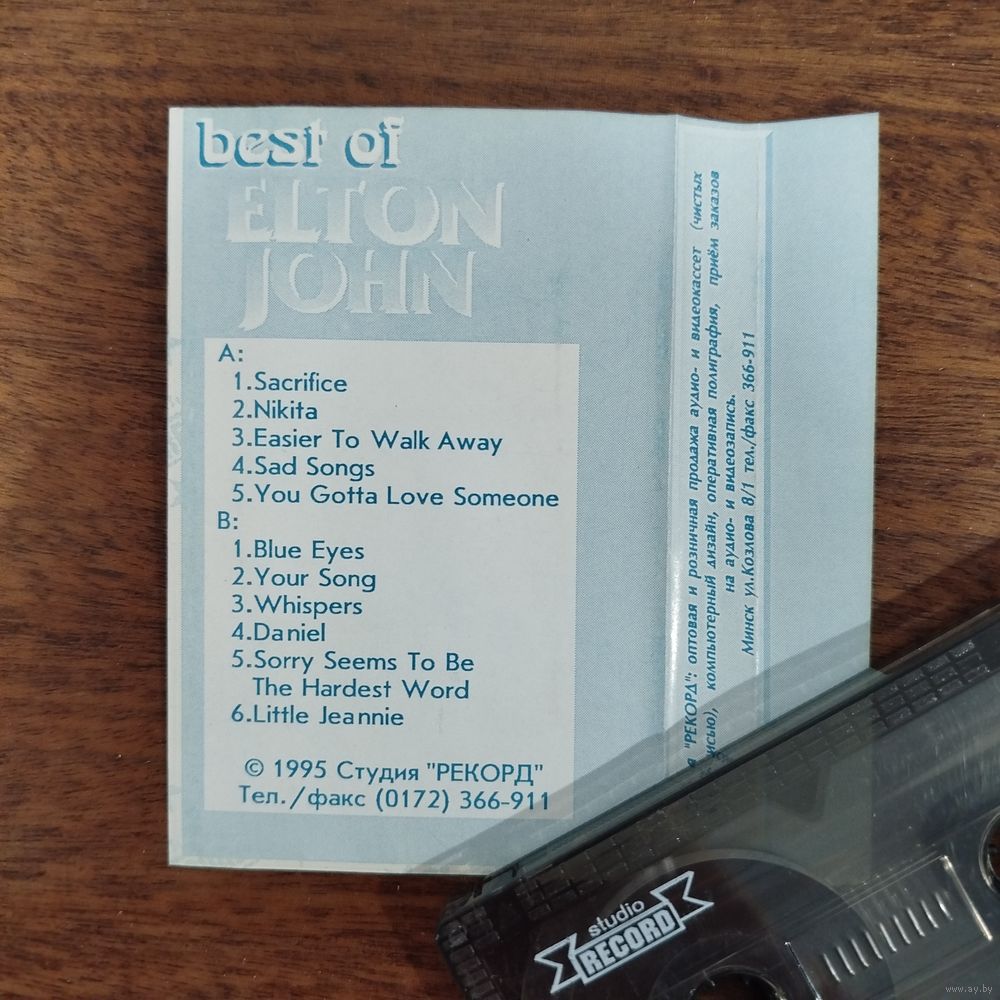 best of
ELTON
JOHN
A:
1.Sacrifice
2.Nikita
3.Easier To Walk Away
4.Sad Songs
5.You Gotta Love Someone
B:
1.Blue Eyes
2.Your Song
3.Whispers
4.Daniel
5.Sorry Seems To Be
The Hardest Word
6.Little Jeannie
© 1995 Студия "РЕКОРД"
Тел./факс (0172) 366-911
"РЕКОРД": оптовая и розничная продажа аудио- и видеокассет (чистых
компьютерный дизайн, оперативная полиграфия, приём заказов
на аудио- и видеозапись.
Минск ул.Козлова 8/1 тел./факс 366-911
studio
RECORD
www.ay.by